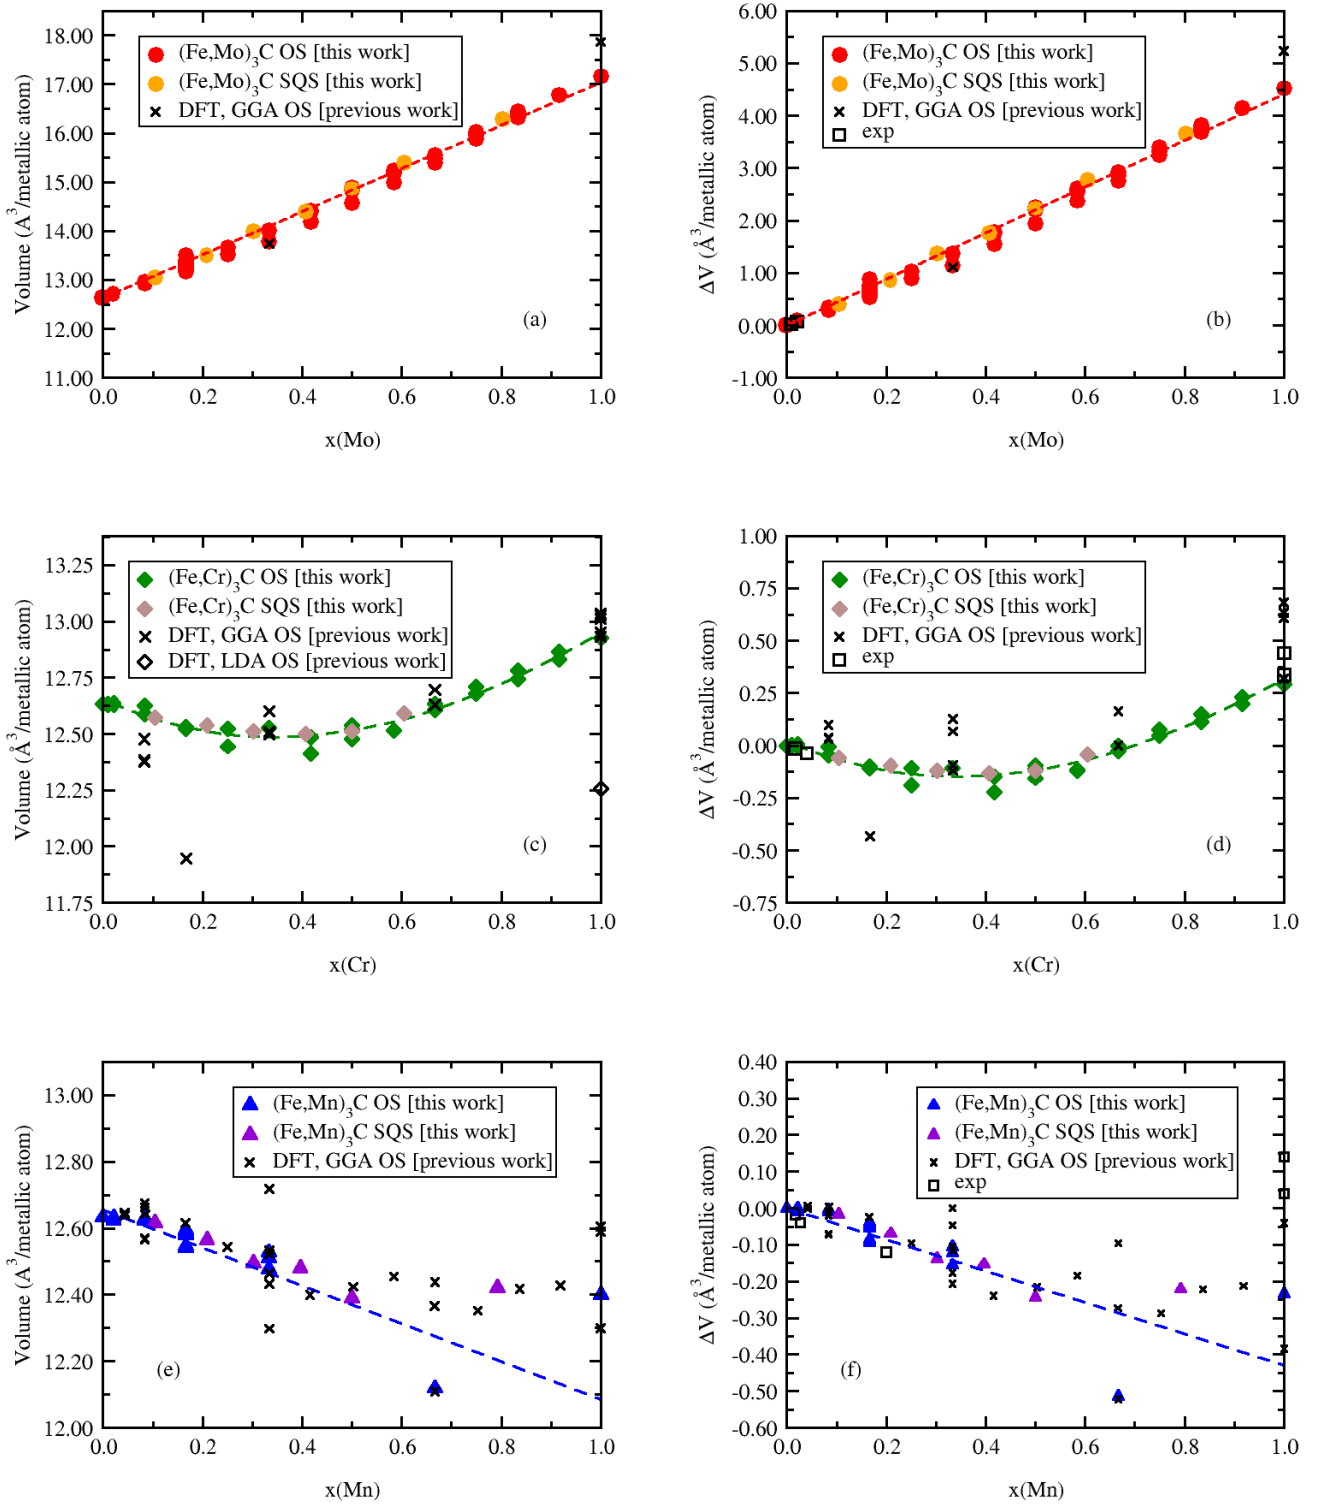 18.00
17.00
16.00
15.00
14.00
13.00
12.00
11.00
Volume (Å³/metallic atom)
(Fe,Mo)₃C OS [this work]
(Fe,Mo)₃C SQS [this work]
DFT, GGA OS [previous work]
(a)
0.0 0.2 0.4 0.6 0.8 1.0
x(Mo)
6.00
5.00
4.00
3.00
2.00
1.00
0.00
-1.00
ΔV (Å³/metallic atom)
(Fe,Mo)₃C OS [this work]
(Fe,Mo)₃C SQS [this work]
DFT, GGA OS [previous work]
exp
(b)
0.0 0.2 0.4 0.6 0.8 1.0
x(Mo)
13.25
13.00
12.75
12.50
12.25
12.00
11.75
Volume (Å³/metallic atom)
(Fe,Cr)₃C OS [this work]
(Fe,Cr)₃C SQS [this work]
DFT, GGA OS [previous work]
DFT, LDA OS [previous work]
(c)
0.0 0.2 0.4 0.6 0.8 1.0
x(Cr)
1.00
0.75
0.50
0.25
0.00
-0.25
-0.50
-0.75
ΔV (Å³/metallic atom)
(Fe,Cr)₃C OS [this work]
(Fe,Cr)₃C SQS [this work]
DFT, GGA OS [previous work]
exp
(d)
0.0 0.2 0.4 0.6 0.8 1.0
x(Cr)
13.00
12.80
12.60
12.40
12.20
12.00
Volume (Å³/metallic atom)
(Fe,Mn)₃C OS [this work]
(Fe,Mn)₃C SQS [this work]
DFT, GGA OS [previous work]
(e)
0.0 0.2 0.4 0.6 0.8 1.0
x(Mn)
0.40
0.30
0.20
0.10
0.00
-0.10
-0.20
-0.30
-0.40
-0.50
-0.60
ΔV (Å³/metallic atom)
(Fe,Mn)₃C OS [this work]
(Fe,Mn)₃C SQS [this work]
DFT, GGA OS [previous work]
exp
(f)
0.0 0.2 0.4 0.6 0.8 1.0
x(Mn)